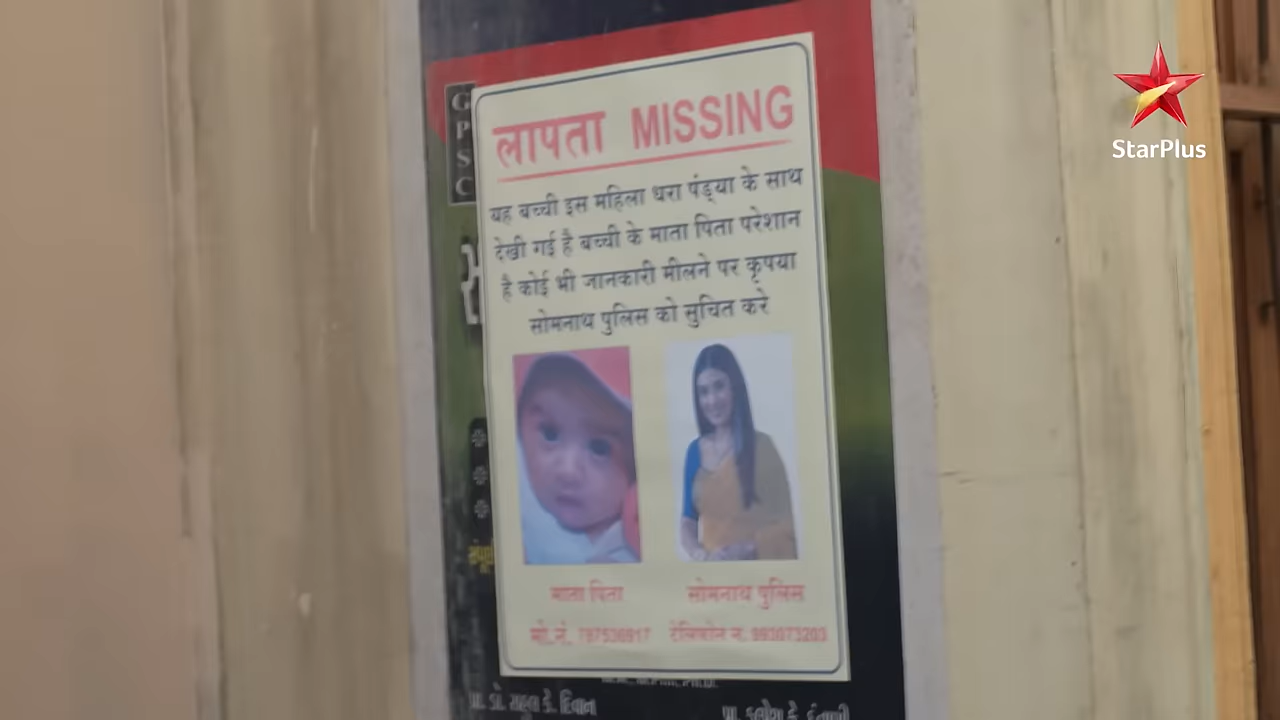 StarPlus
G
P
S
C
लापता MISSING
यह बच्ची इस महिला धरा पंड्या के साथ
देखी गई है बच्ची के माता पिता परेशान
है कोई भी जानकारी मीलने पर कृपया
सोमनाथ पुलिस को सुचित करे
माता पिता
सोमनाथ पुलिस
मो.नं.
टेलिफोन न.